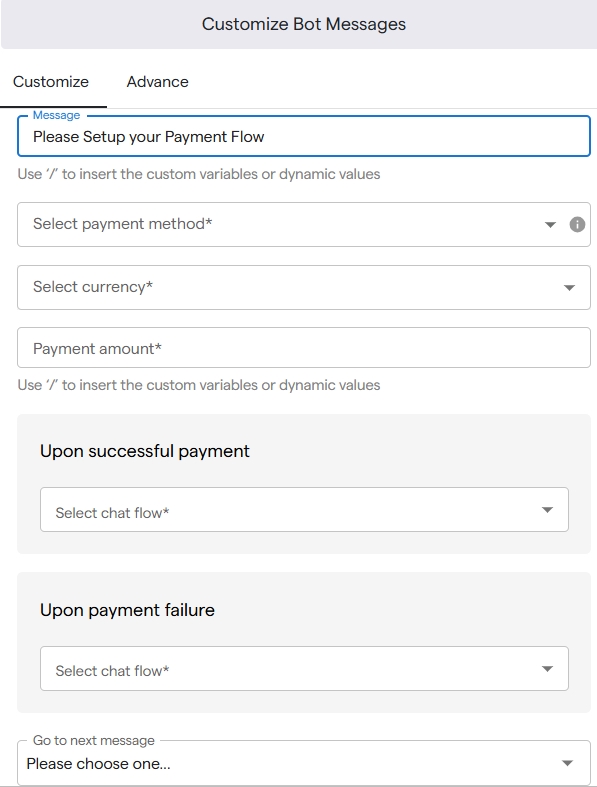 Customize Bot Messages
Customize Advance
Message
Please Setup your Payment Flow
Use ‘/’ to insert the custom variables or dynamic values
Select payment method*
Select currency*
Payment amount*
Use ‘/’ to insert the custom variables or dynamic values
Upon successful payment
Select chat flow*
Upon payment failure
Select chat flow*
Go to next message
Please choose one...